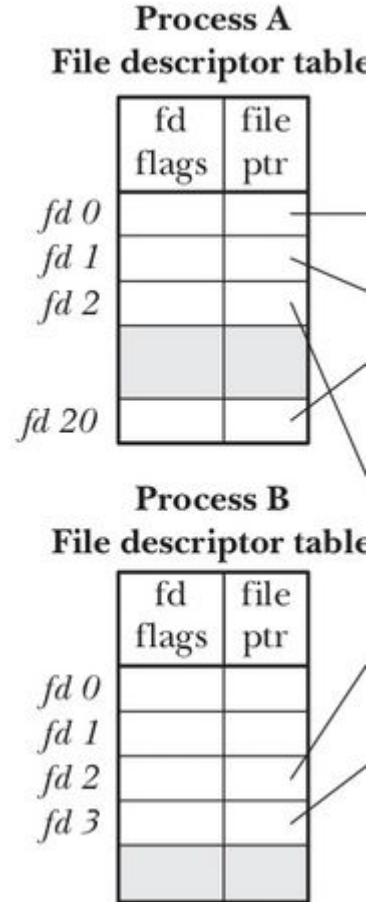 Process A
File descriptor table
fd file
flags ptr
fd 0
fd 1
fd 2
fd 20
Process B
File descriptor table
fd file
flags ptr
fd 0
fd 1
fd 2
fd 3